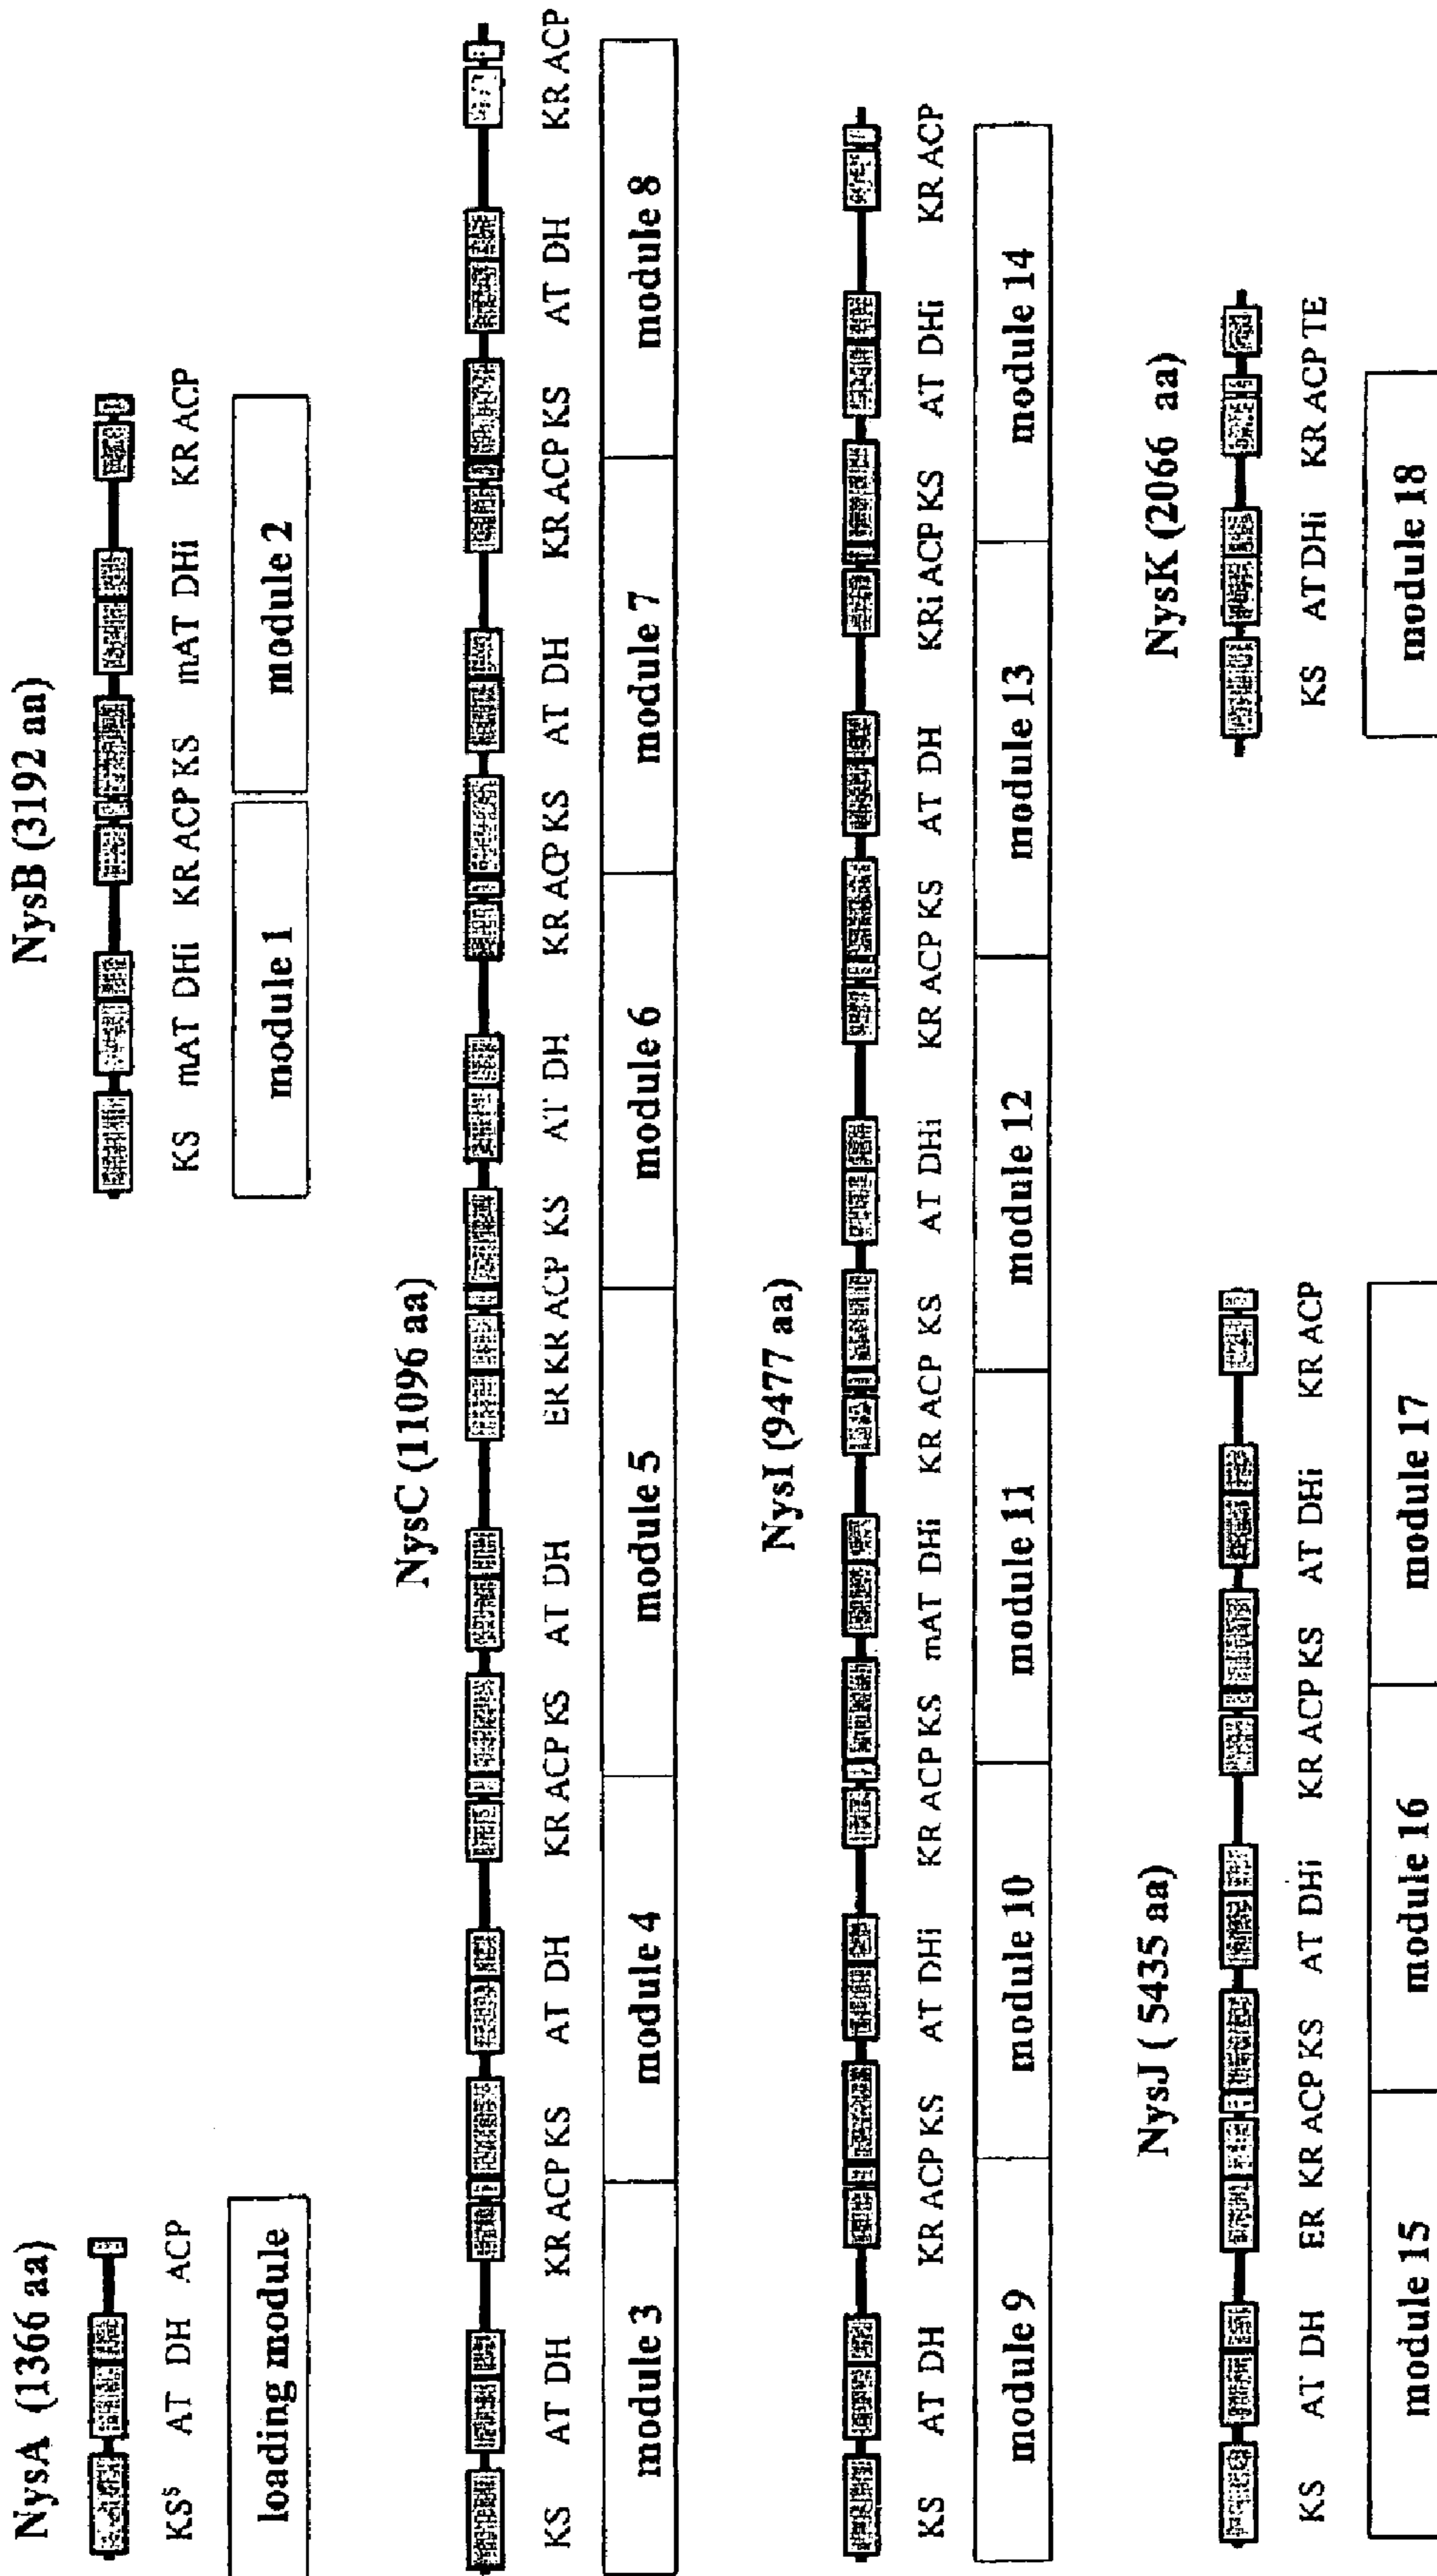 NysA (1366 aa)
KSˢ AT DH ACP
loading module
NysB (3192 aa)
KS mAT DHi KR ACP KS mAT DHi KR ACP
module 1 module 2
NysC (11096 aa)
KS AT DH KR ACP KS AT DH KR ACP KS AT DH ER KR ACP KS AT DH KR ACP KS AT DH KR ACP KS AT DH KR ACP
module 3 module 4 module 5 module 6 module 7 module 8
NysI (9477 aa)
KS AT DH KR ACP KS AT DHi KR ACP KS mAT DHi KR ACP KS AT DHi KR ACP KS AT DH KRi ACP KS AT DHi KR ACP
module 9 module 10 module 11 module 12 module 13 module 14
NysJ (5435 aa)
KS AT DH ER KR ACP KS AT DHi KR ACP KS AT DHi KR ACP
module 15 module 16 module 17
NysK (2066 aa)
KS AT DHi KR ACP TE
module 18